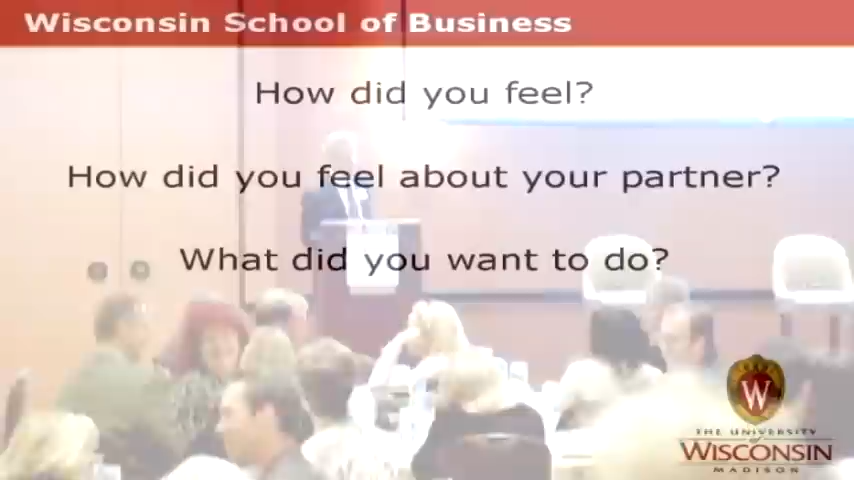 Wisconsin School of Business
How did you feel?
How did you feel about your partner?
What did you want to do?
W
THE UNIVERSITY
of
WISCONSIN
MADISON